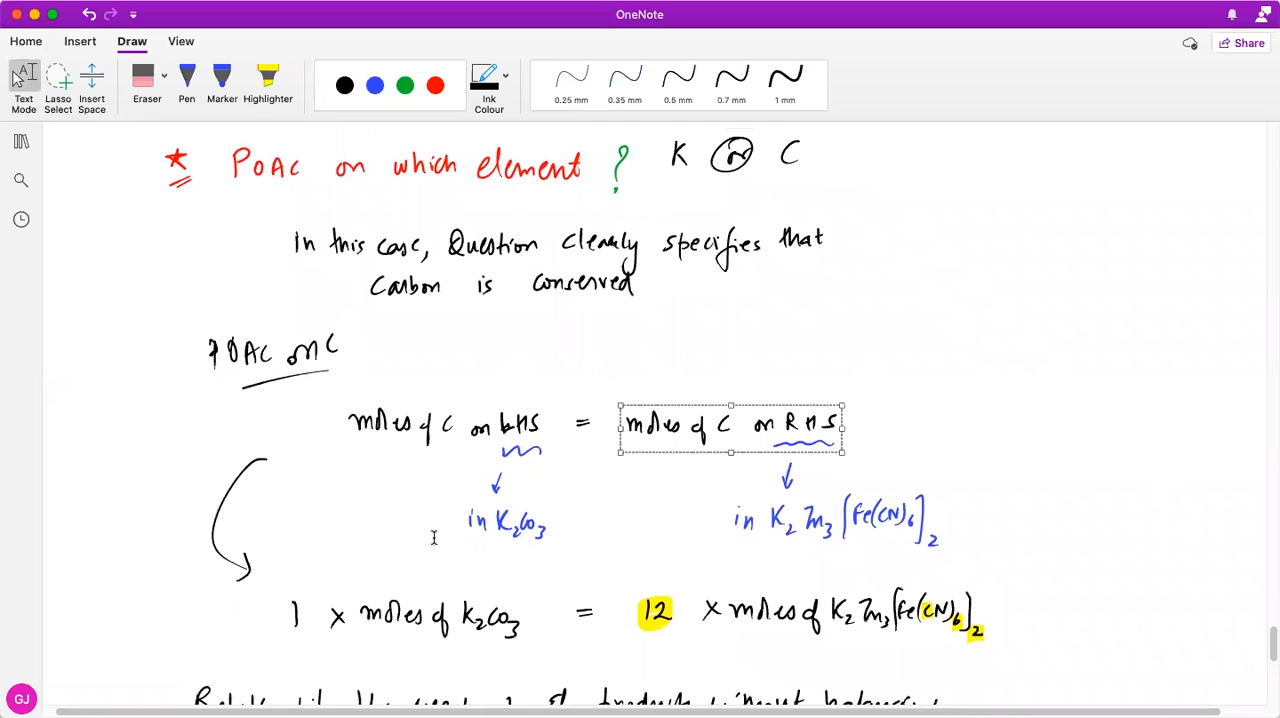 OneNote
Home Insert Draw View
Share
Text Mode
Lasso Select
Insert Space
Eraser
Pen
Marker
Highlighter
Ink Colour
0.25 mm 0.35 mm 0.5 mm 0.7 mm 1 mm
* POAC on which element ? K or C
In this case, Question clearly specifies that
Carbon is conserved
POAC on C
moles of C on LHS = moles of C on RHS
in K2CO3 in K2Zn3[Fe(CN)6]2
1 x moles of K2CO3 = 12 x moles of K2Zn3[Fe(CN)6]2
of products without balancing
GJ